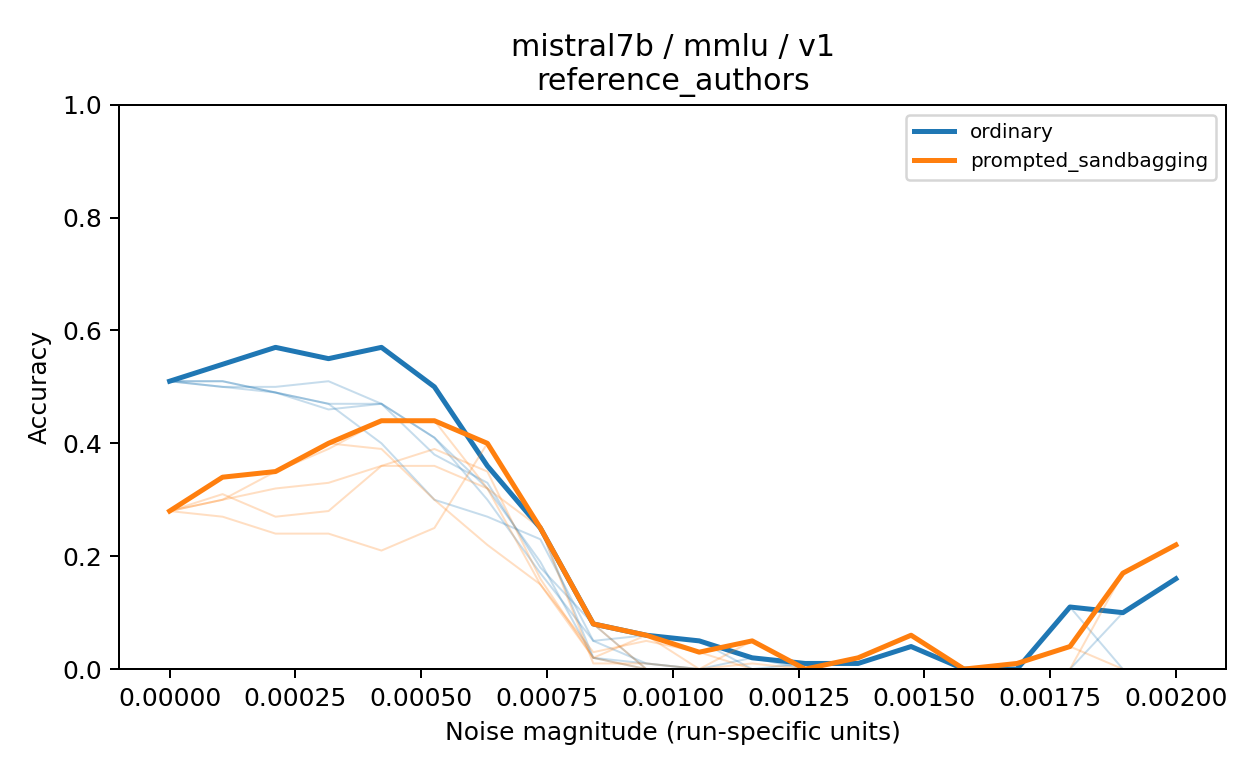 mistral7b / mmlu / v1
reference_authors
ordinary
prompted_sandbagging
Accuracy
1.0
0.8
0.6
0.4
0.2
0.0
0.00000 0.00025 0.00050 0.00075 0.00100 0.00125 0.00150 0.00175 0.00200
Noise magnitude (run-specific units)